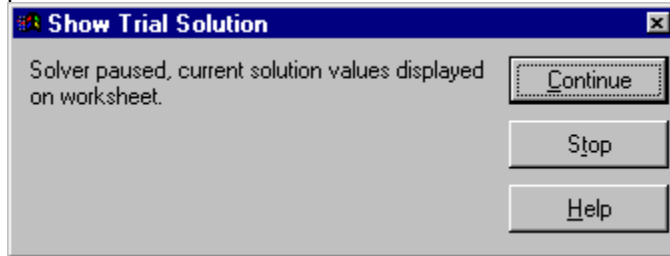 Show Trial Solution
Solver paused, current solution values displayed
on worksheet.
Continue
Stop
Help